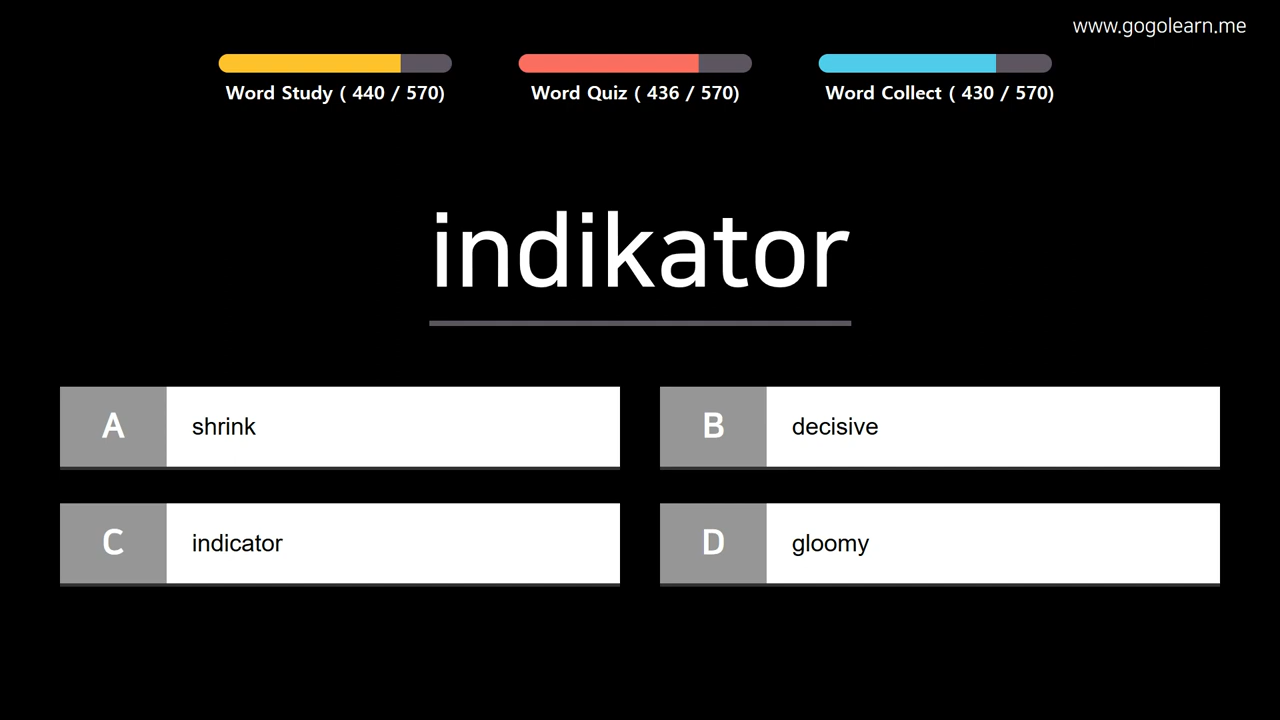 www.gogolearn.me
Word Study ( 440 / 570)
Word Quiz ( 436 / 570)
Word Collect ( 430 / 570)
indikator
A shrink
B decisive
C indicator
D gloomy